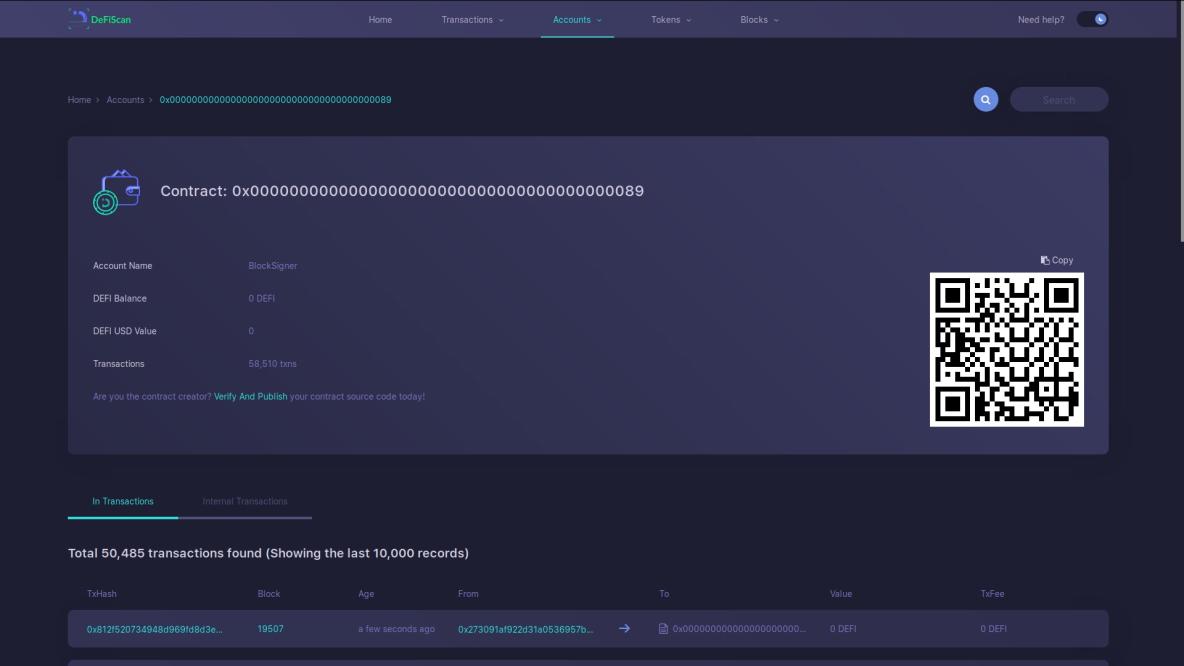 DeFiScan
Home
Transactions
Accounts
Tokens
Blocks
Need help?
Home > Accounts > 0x0000000000000000000000000000000000000089
Search
Contract: 0x0000000000000000000000000000000000000089
Copy
Account Name BlockSigner
DEFI Balance 0 DEFI
DEFI USD Value 0
Transactions 58,510 txns
Are you the contract creator? Verify And Publish your contract source code today!
In Transactions
Internal Transactions
Total 50,485 transactions found (Showing the last 10,000 records)
TxHash Block Age From To Value TxFee
0x812f520734948d969fd8d3e... 19507 a few seconds ago 0x273091af922d31a0536957b... 0x00000000000000000000000... 0 DEFI 0 DEFI